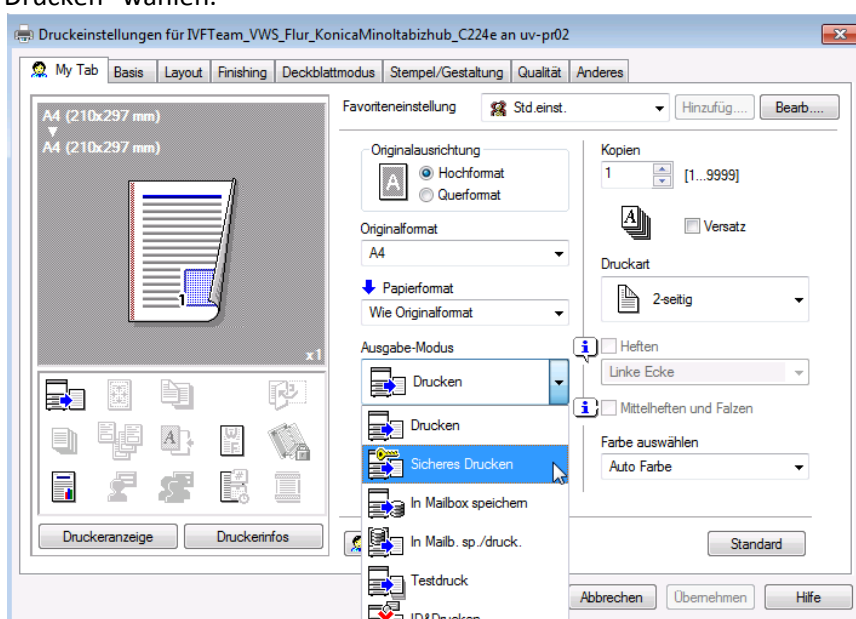 Drucken" wählen.
Druckeinstellungen für IVFTeam_VWS_Flur_KonicaMinoltabizhub_C224e an uv-pr02
My Tab Basis Layout Finishing Deckblattmodus Stempel/Gestaltung Qualität Anderes
A4 (210x297 mm)
A4 (210x297 mm)
1
x1
Druckeranzeige Druckerinfos
Favoriteneinstellung Std.einst. Hinzufüg.... Bearb....
Originalausrichtung
A
Hochformat
Querformat
Originalformat
A4
Papierformat
Wie Originalformat
Ausgabe-Modus
Drucken
Drucken
Sicheres Drucken
In Mailbox speichern
In Mailb. sp./druck.
Testdruck
ID&Drucken
Kopien
1 [1...9999]
Versatz
Druckart
2-seitig
Heften
Linke Ecke
Mittelheften und Falzen
Farbe auswählen
Auto Farbe
Standard
Abbrechen Übernehmen Hilfe